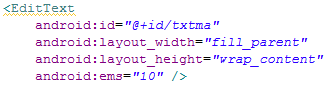 <EditText
android:id="@+id/txtma"
android:layout_width="fill_parent"
android:layout_height="wrap_content"
android:ems="10" />